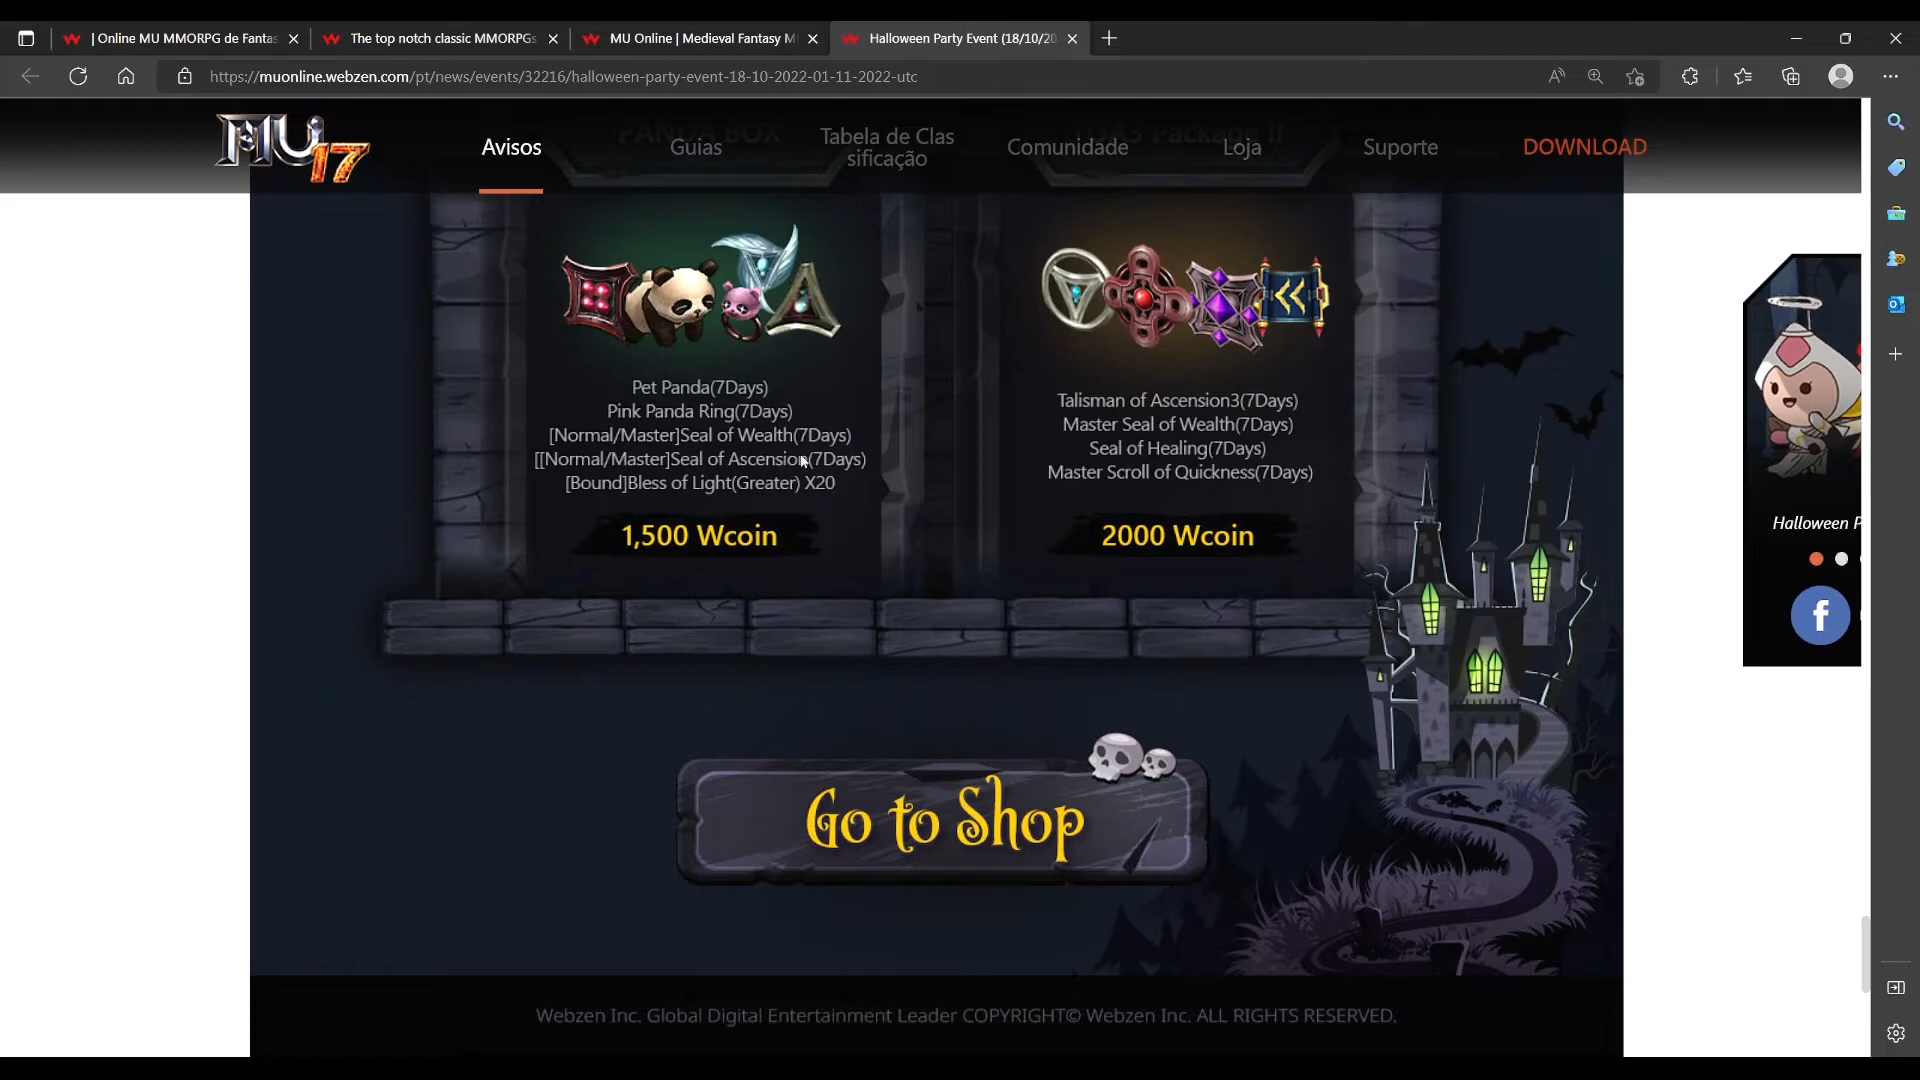 | Online MU MMORPG de Fantas
The top notch classic MMORPGs
MU Online | Medieval Fantasy M
Halloween Party Event (18/10/20
https://muonline.webzen.com/pt/news/events/32216/halloween-party-event-18-10-2022-01-11-2022-utc
MU 17
Avisos
Guias
Tabela de Clas
sificação
Comunidade
Loja
Suporte
DOWNLOAD
PANDA BOX
Package II
Pet Panda(7Days)
Pink Panda Ring(7Days)
[Normal/Master]Seal of Wealth(7Days)
[[Normal/Master]Seal of Ascension(7Days)
[Bound]Bless of Light(Greater) X20
1,500 Wcoin
Talisman of Ascension3(7Days)
Master Seal of Wealth(7Days)
Seal of Healing(7Days)
Master Scroll of Quickness(7Days)
2000 Wcoin
Halloween P
f
Go to Shop
Webzen Inc. Global Digital Entertainment Leader COPYRIGHT© Webzen Inc. ALL RIGHTS RESERVED.